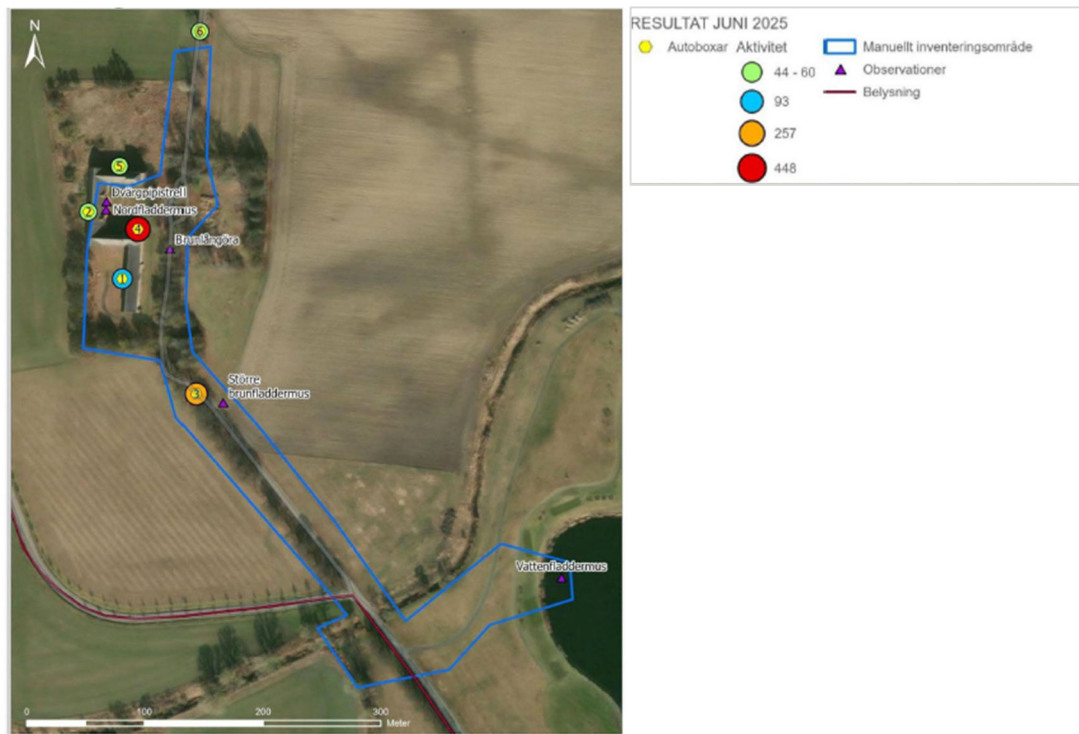 N
6
5
Dvärgpipistrell
2
Nordfladdermus
4
Brunlångöra
1
Större
brunfladdermus
3
Vattenfladdermus
0 100 200 300
Meter
RESULTAT JUNI 2025
Autoboxar
Aktivitet
44 - 60
93
257
448
Manuellt inventeringsområde
Observationer
Belysning